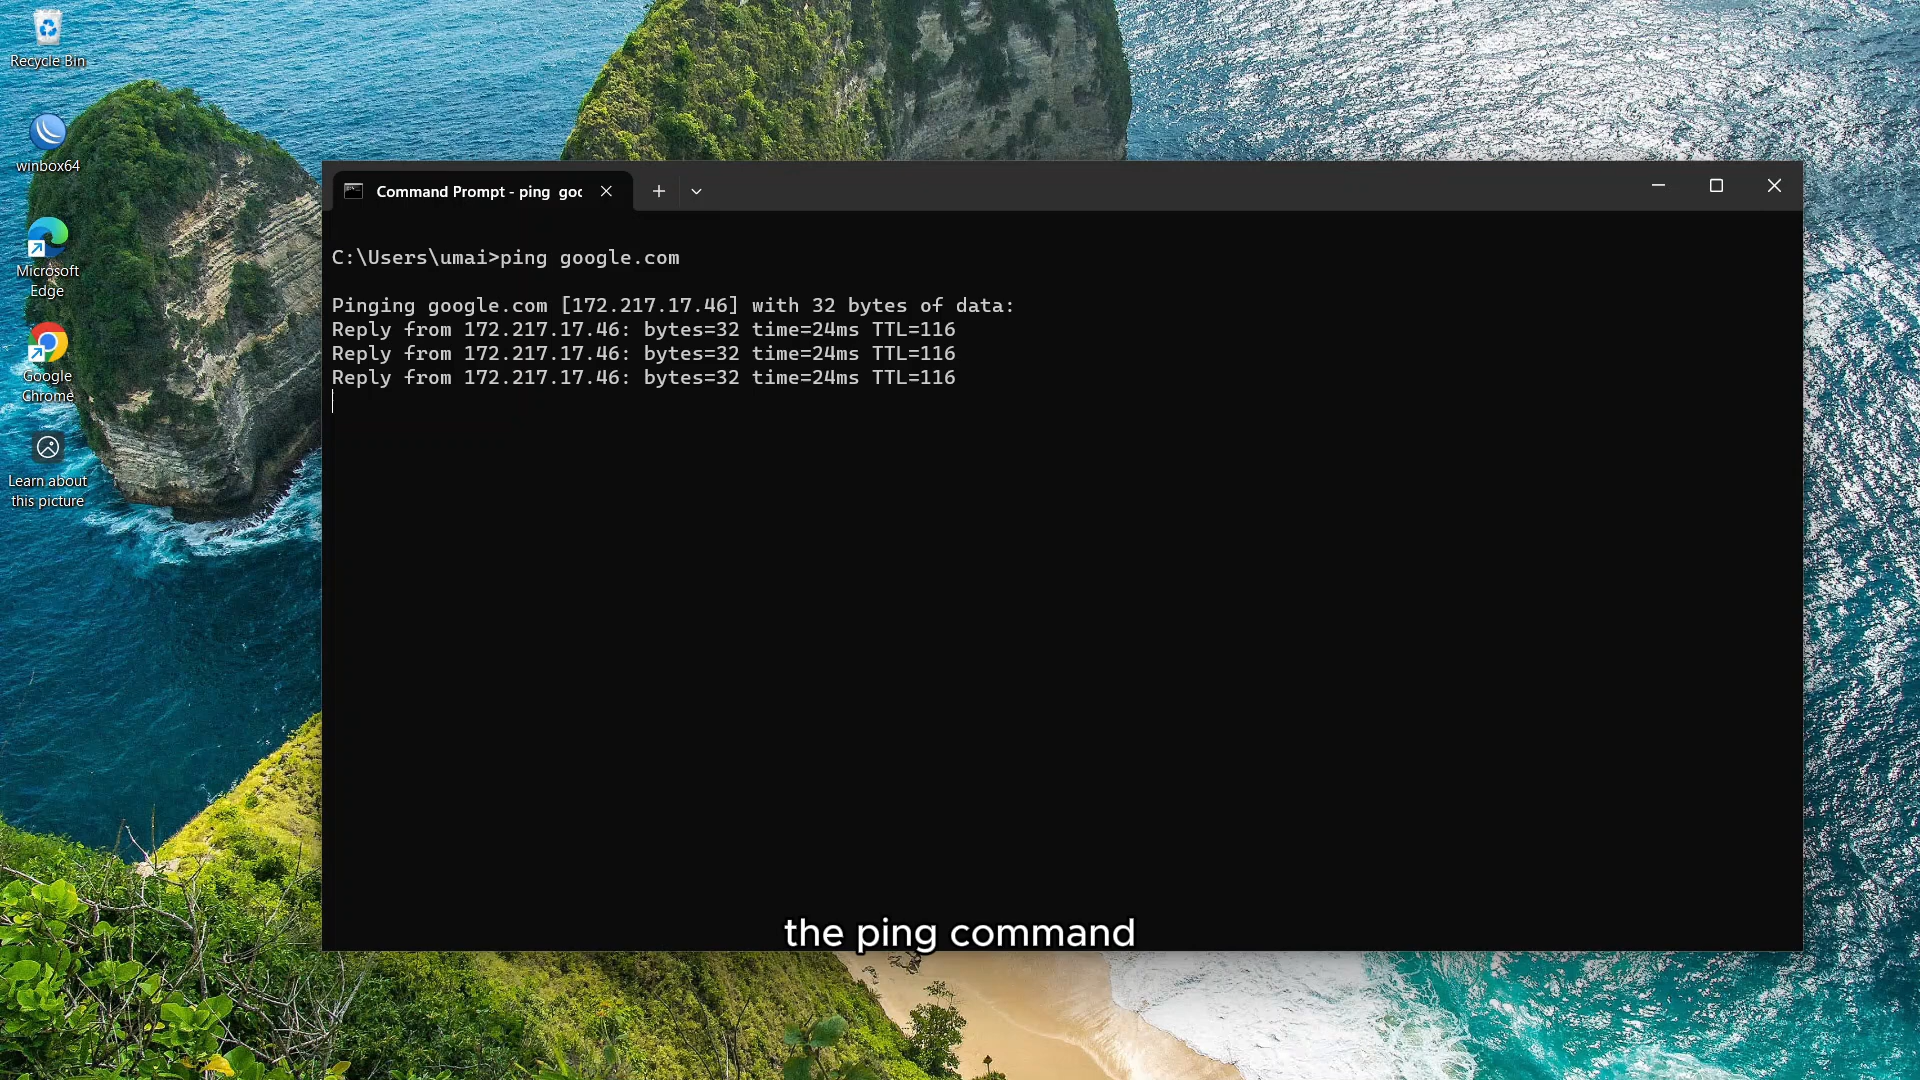 Recycle Bin
winbox64
Microsoft
Edge
Google
Chrome
Learn about
this picture
Command Prompt - ping goo
C:\Users\umai>ping google.com
Pinging google.com [172.217.17.46] with 32 bytes of data:
Reply from 172.217.17.46: bytes=32 time=24ms TTL=116
Reply from 172.217.17.46: bytes=32 time=24ms TTL=116
Reply from 172.217.17.46: bytes=32 time=24ms TTL=116
the ping command